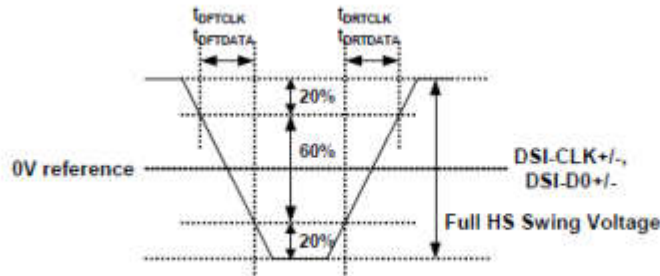 tDFTCLK
tDFTDATA
tDRTCLK
tDRTDATA
20%
60%
0V reference
DSI-CLK+/-,
DSI-D0+/-
Full HS Swing Voltage
20%